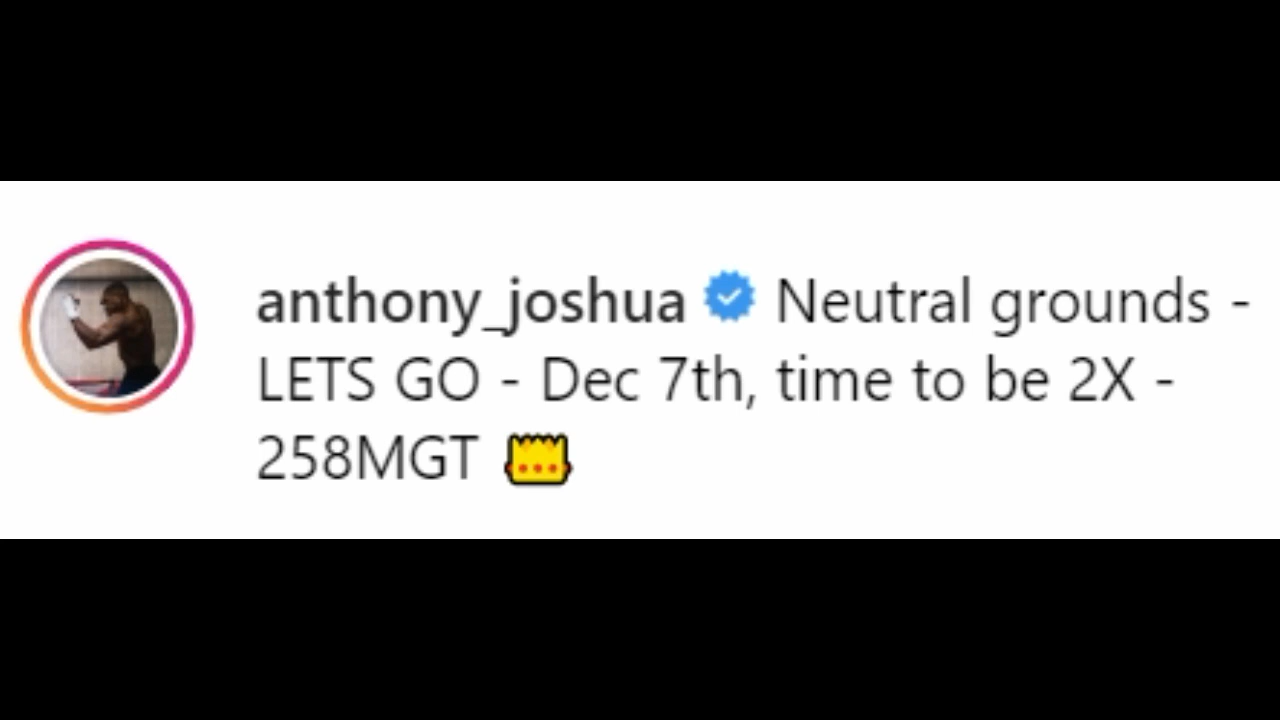 anthony_joshua Neutral grounds -
LETS GO - Dec 7th, time to be 2X -
258MGT